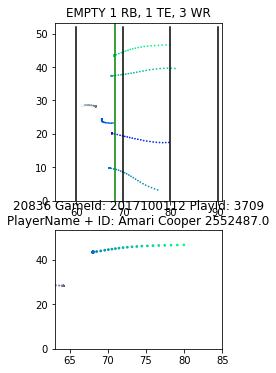 EMPTY 1 RB, 1 TE, 3 WR
50
40
30
20
10
0
60 70 80 90
20836 GameId: 2017100112 PlayId: 3709
PlayerName + ID: Amari Cooper 2552487.0
40
20
0
65 70 75 80 85